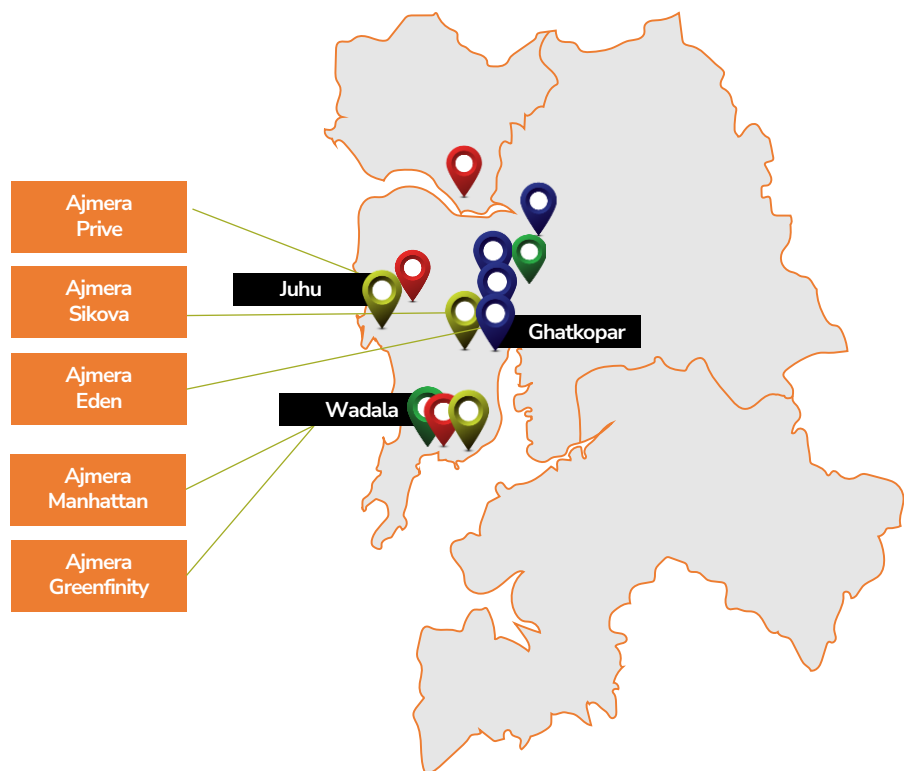 Ajmera
Prive
Ajmera
Sikova
Juhu
Ghatkopar
Ajmera
Eden
Wadala
Ajmera
Manhattan
Ajmera
Greenfinity